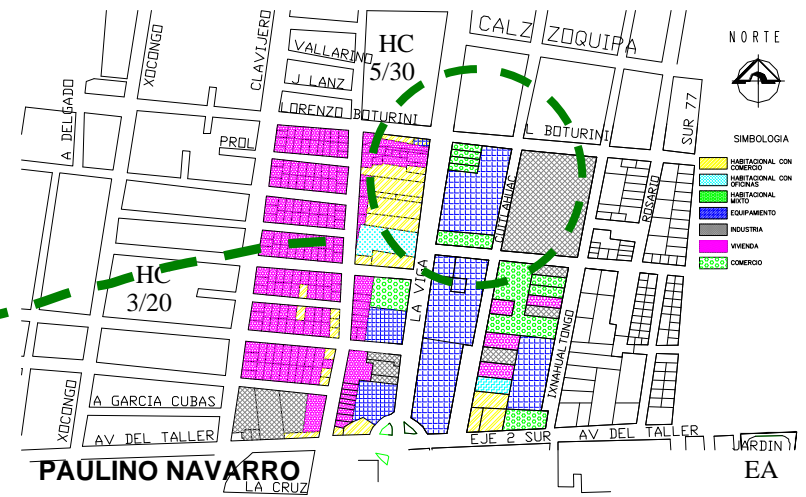 CALZ
ZOQUIPA
NORTE
HC
5/30
VALLARINO
J LANZ
LORENZO BOTURINI
L BOTURINI
XOCONGO
CLAVIJERO
A DELGADO
PROL
SUR 77
SIMBOLOGIA
HABITACIONAL CON
COMERCIO
HABITACIONAL CON
OFICINAS
HABITACIONAL
MIXTO
EQUIPAMENTO
INDUSTRIA
VIVIENDA
COMERCIO
CUITLAHUAC
ROSARIO
HC
3/20
LA VIGA
IXNAHUALTONGO
XOCONGO
A GARCIA CUBAS
AV DEL TALLER
EJE 2 SUR
AV DEL TALLER
JARDIN
PAULINO NAVARRO
LA CRUZ
EA